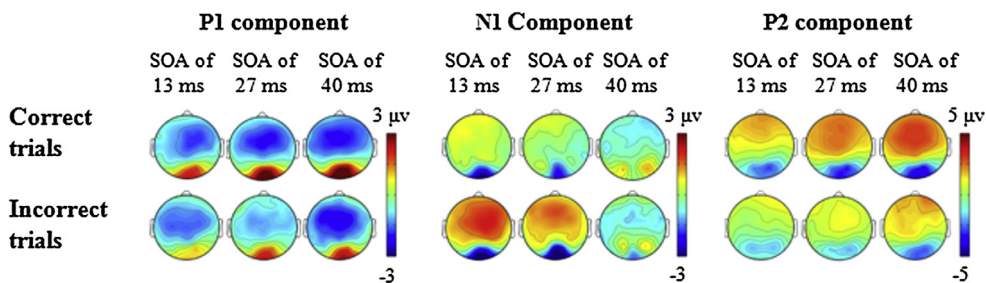 P1 component N1 Component P2 component
SOA of SOA of SOA of SOA of SOA of SOA of SOA of SOA of SOA of
13 ms 27 ms 40 ms 13 ms 27 ms 40 ms 13 ms 27 ms 40 ms
3 μv 3 μv 5 μv
Correct
trials
Incorrect
trials
-3 -3 -5